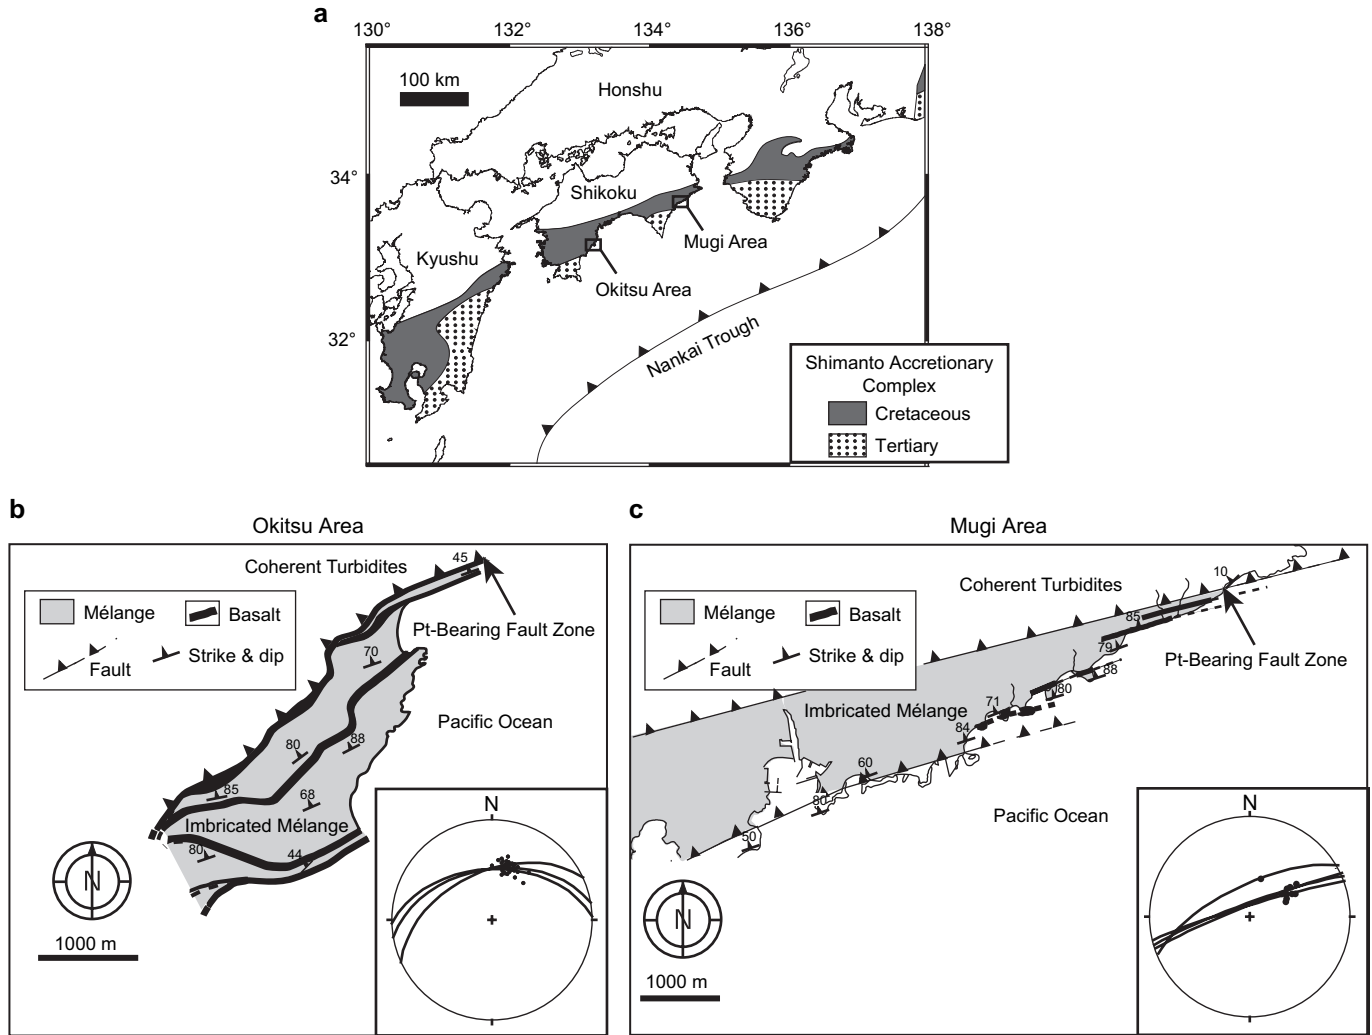 a
130° 132° 134° 136° 138°
100 km
Honshu
34°
Shikoku
Mugi Area
Kyushu
Okitsu Area
32°
Nankai Trough
Shimanto Accretionary
Complex
Cretaceous
Tertiary
b
Okitsu Area
45
Coherent Turbidites
Mélange
Basalt
Fault
Strike & dip
Pt-Bearing Fault Zone
70
Pacific Ocean
80
88
85
68
Imbricated Mélange
80
44
N
1000 m
N
c
Mugi Area
Coherent Turbidites
10
Mélange
Basalt
Fault
Strike & dip
85
79
88
Pt-Bearing Fault Zone
80
71
Imbricated Mélange
84
60
80
50
Pacific Ocean
N
1000 m
N